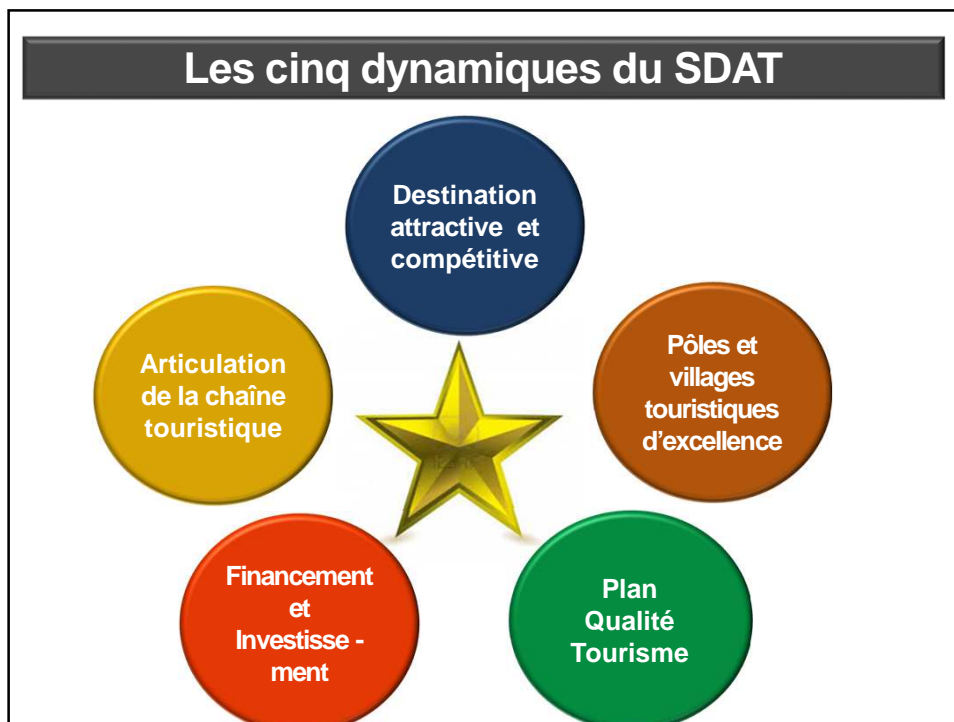 Les cinq dynamiques du SDAT
Destination
attractive et
compétitive
Articulation
de la chaîne
touristique
Pôles et
villages
touristiques
d’excellence
Financement
et
Investisse -
ment
Plan
Qualité
Tourisme